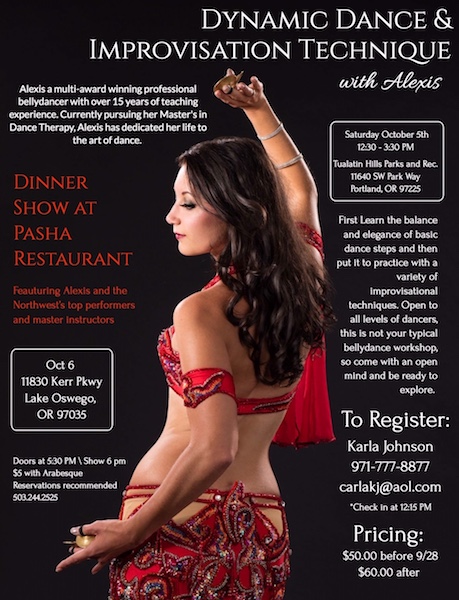 DYNAMIC DANCE &
IMPROVISATION TECHNIQUE
with Alexis
Alexis a multi-award winning professional
bellydancer with over 15 years of teaching
experience. Currently pursuing her Master's in
Dance Therapy, Alexis has dedicated her life to
the art of dance.
Saturday October 5th
12:30 - 3:30 PM
Tualatin Hills Parks and Rec.
11640 SW Park Way
Portland, OR 97225
DINNER
SHOW AT
PASHA
RESTAURANT
Feauturing Alexis and the
Northwest's top performers
and master instructors
First Learn the balance
and elegance of basic
dance steps and then
put it to practice with a
variety of
improvisational
techniques. Open to
all levels of dancers,
this is not your typical
bellydance workshop,
so come with an open
mind and be ready to
explore.
Oct 6
11830 Kerr Pkwy
Lake Oswego,
OR 97035
Doors at 5:30 PM \ Show 6 pm
$5 with Arabesque
Reservations recommended
503.244.2525
To Register:
Karla Johnson
971-777-8877
carlakj@aol.com
*Check in at 12:15 PM
Pricing:
$50.00 before 9/28
$60.00 after